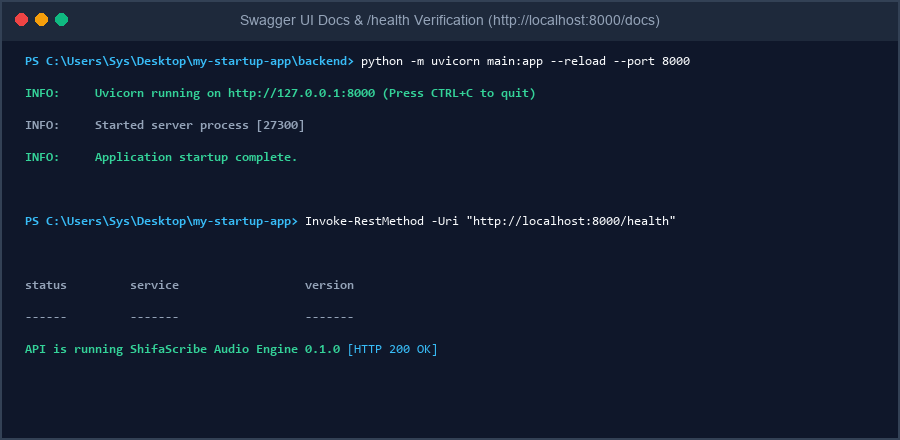 Swagger UI Docs & /health Verification (http://localhost:8000/docs)
PS C:\Users\Sys\Desktop\my-startup-app\backend> python -m uvicorn main:app --reload --port 8000
INFO:     Uvicorn running on http://127.0.0.1:8000 (Press CTRL+C to quit)
INFO:     Started server process [27300]
INFO:     Application startup complete.
PS C:\Users\Sys\Desktop\my-startup-app> Invoke-RestMethod -Uri "http://localhost:8000/health"
status         service                  version
------         -------                  -------
API is running ShifaScribe Audio Engine 0.1.0 [HTTP 200 OK]